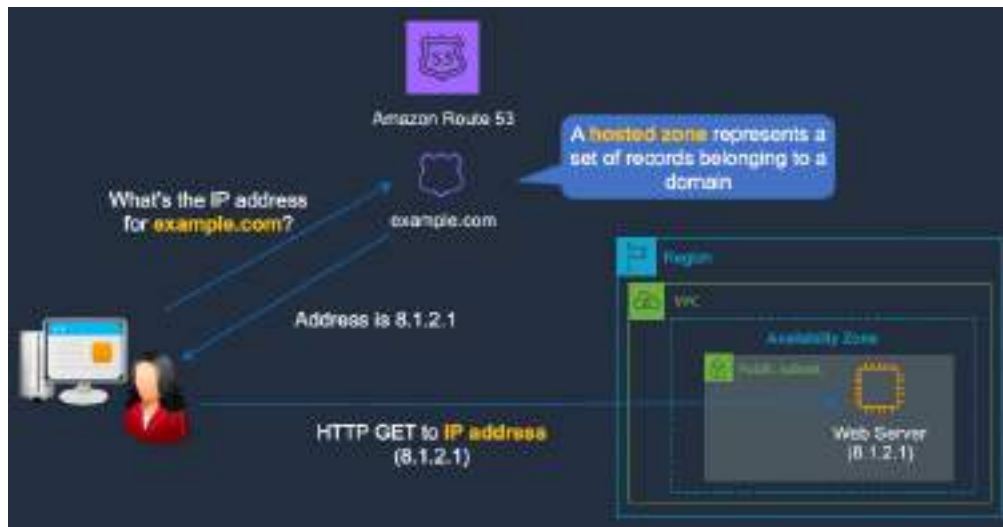 53
Amazon Route 53
A hosted zone represents a
set of records belonging to a
domain
What's the IP address
for example.com?
example.com
Address is 8.1.2.1
Region
VPC
Availability Zone
Public subnet
HTTP GET to IP address
(8.1.2.1)
Web Server
(8.1.2.1)